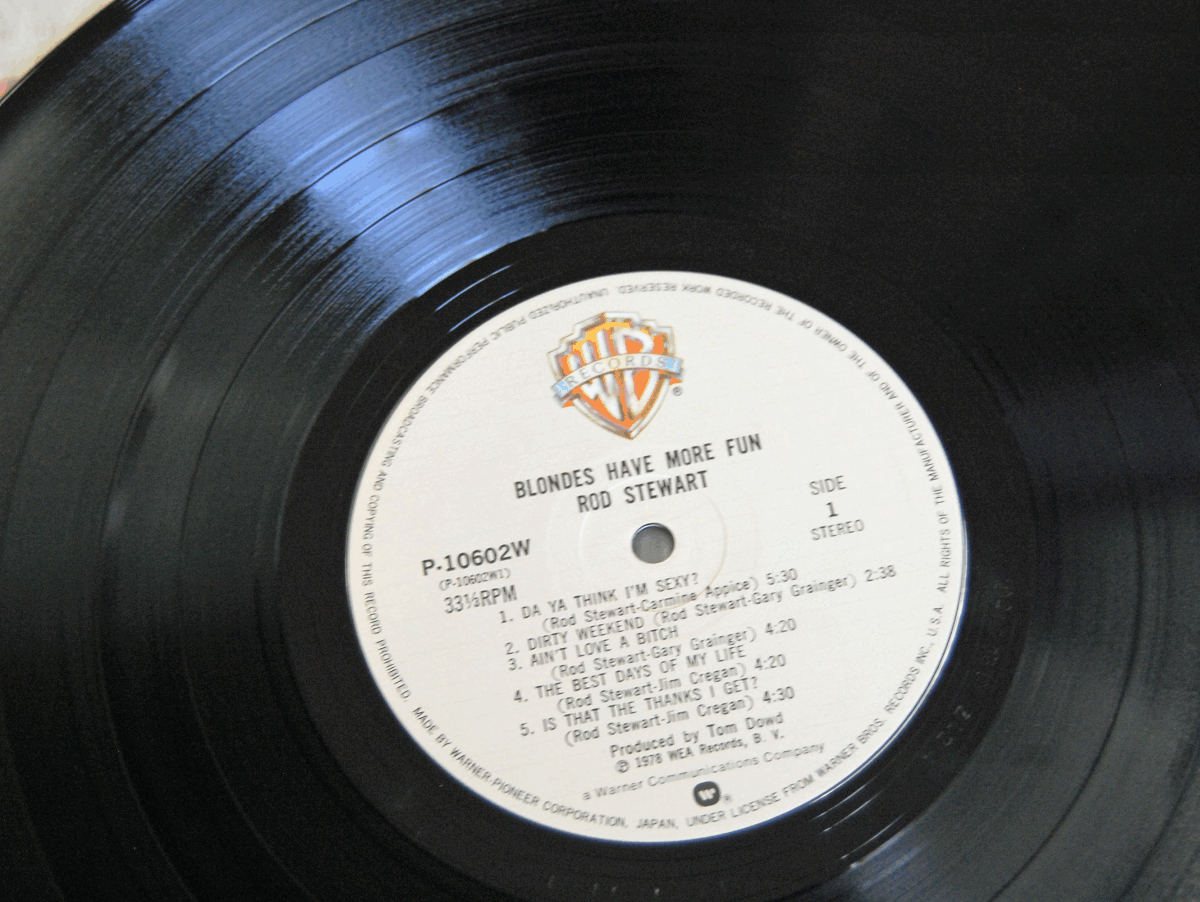 WB
RECORDS
®
BLONDES HAVE MORE FUN
ROD STEWART
SIDE
1
STEREO
P-10602W
(P-10602W1)
33⅓RPM
1. DA YA THINK I'M SEXY?
(Rod Stewart-Carmine Appice) 5:30
2. DIRTY WEEKEND (Rod Stewart-Gary Grainger) 2:38
3. AIN'T LOVE A BITCH
(Rod Stewart-Gary Grainger) 4:20
4. THE BEST DAYS OF MY LIFE
(Rod Stewart-Jim Cregan) 4:20
5. IS THAT THE THANKS I GET?
(Rod Stewart-Jim Cregan) 4:30
Produced by Tom Dowd
℗ 1978 WEA Records, B. V.
a Warner Communications Company
W ®
MADE BY WARNER-PIONEER CORPORATION, JAPAN, UNDER LICENSE FROM WARNER BROS. RECORDS INC., U.S.A. ALL RIGHTS OF THE MANUFACTURER AND OF THE OWNER OF THE RECORDED WORK RESERVED. UNAUTHORIZED PUBLIC PERFORMANCE BROADCASTING AND COPYING OF THIS RECORD PROHIBITED.